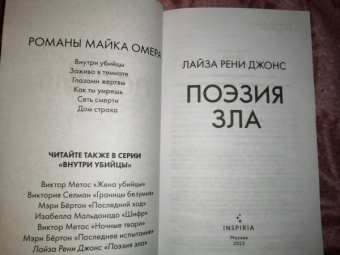 РОМАНЫ МАЙКА ОМЕРА
Внутри убийцы
Заживо в темноте
Глазами жертвы
Как ты умрешь
Сеть смерти
Дом страха
ЧИТАЙТЕ ТАКЖЕ В СЕРИИ
«ВНУТРИ УБИЙЦЫ»
Виктор Метос «Жена убийцы»
Виктория Селман «Границы безумия»
Мэри Бёртон «Последний ход»
Изабелла Мальдонадо «Шифр»
Виктор Метос «Ночные твари»
Мэри Бёртон «Последнее испытание»
Лайза Рени Джонс «Поэзия зла»
ЛАЙЗА РЕНИ ДЖОНС
ПОЭЗИЯ
ЗЛА
INSPIRIA
Москва
2022